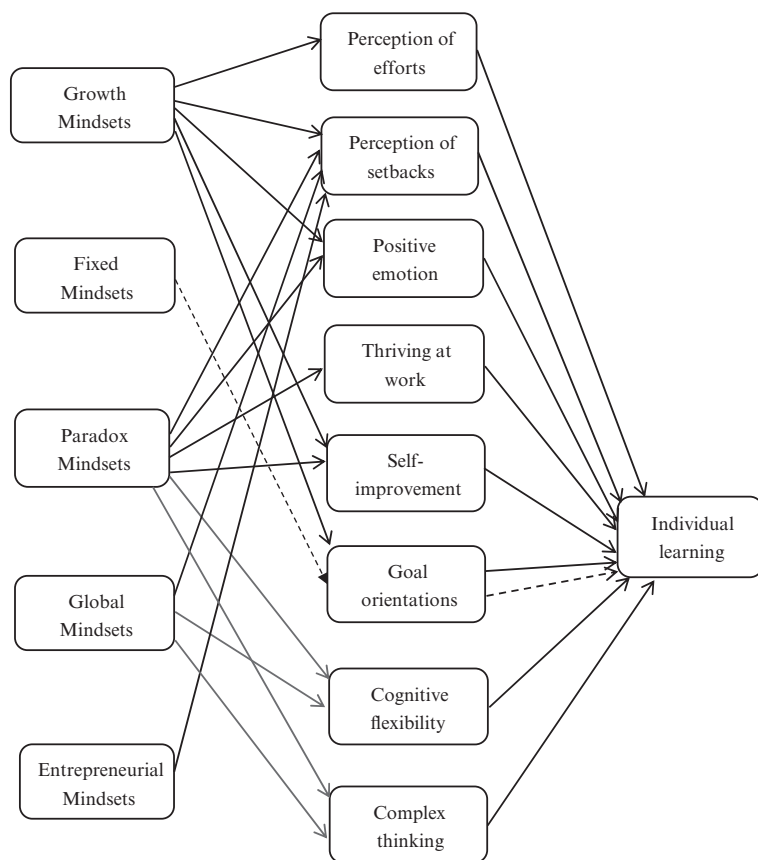 Growth
Mindsets
Fixed
Mindsets
Paradox
Mindsets
Global
Mindsets
Entrepreneurial
Mindsets
Perception of
efforts
Perception of
setbacks
Positive
emotion
Thriving at
work
Self-
improvement
Goal
orientations
Cognitive
flexibility
Complex
thinking
Individual
learning